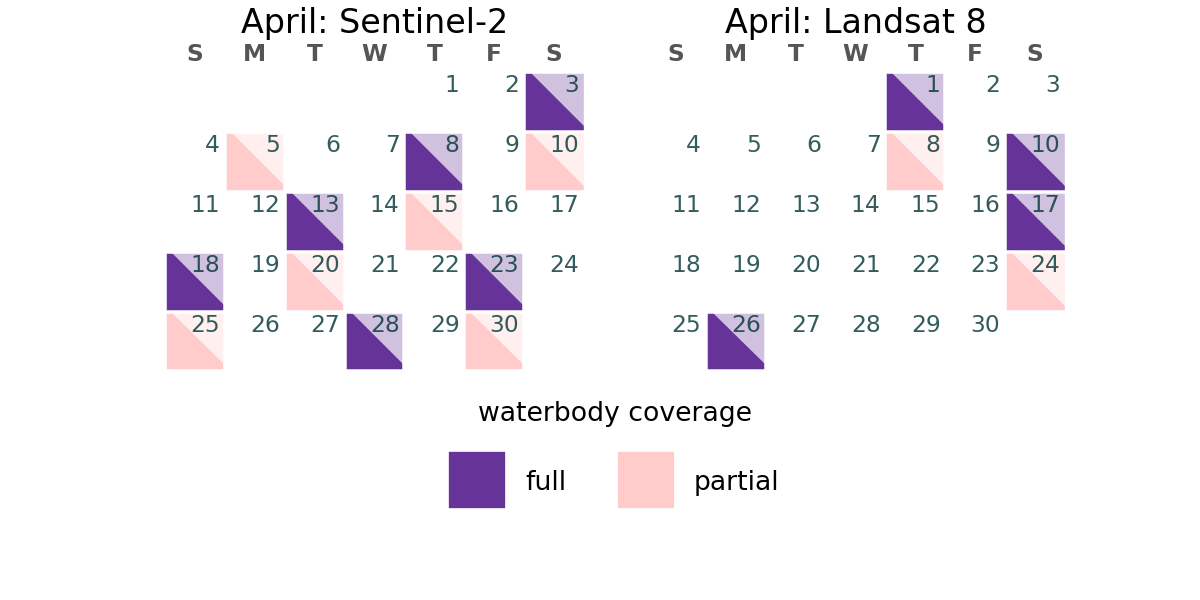 April: Sentinel-2
S M T W T F S
1 2 3
4 5 6 7 8 9 10
11 12 13 14 15 16 17
18 19 20 21 22 23 24
25 26 27 28 29 30
April: Landsat 8
S M T W T F S
1 2 3
4 5 6 7 8 9 10
11 12 13 14 15 16 17
18 19 20 21 22 23 24
25 26 27 28 29 30
waterbody coverage
full partial